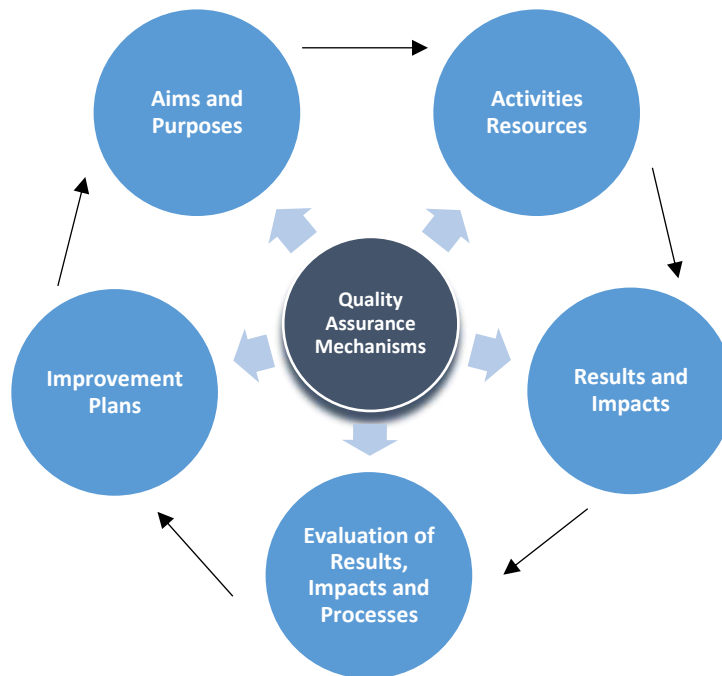 Aims and
Purposes
Activities
Resources
Quality
Assurance
Mechanisms
Improvement
Plans
Results and
Impacts
Evaluation of
Results,
Impacts and
Processes